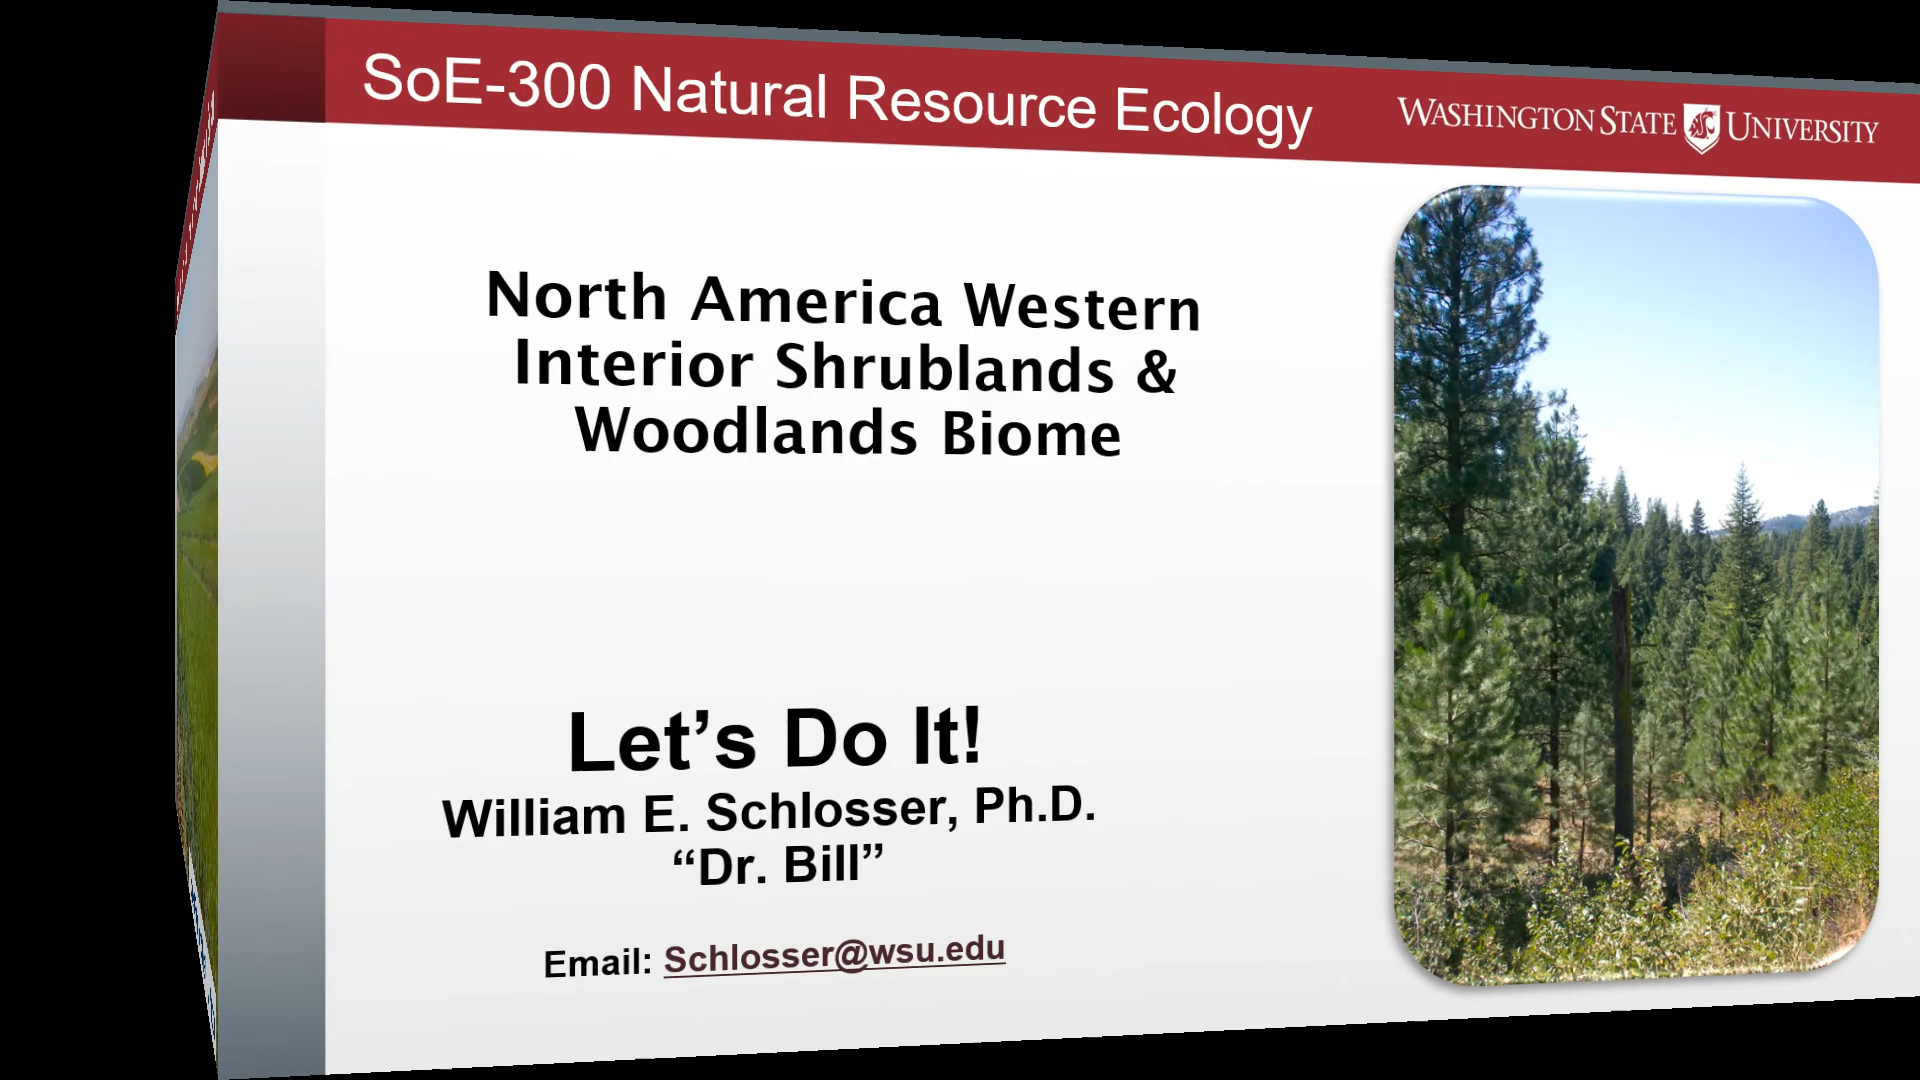 SoE-300 Natural Resource Ecology
WASHINGTON STATE UNIVERSITY
North America Western
Interior Shrublands &
Woodlands Biome
Let’s Do It!
William E. Schlosser, Ph.D.
“Dr. Bill”
Email: Schlosser@wsu.edu